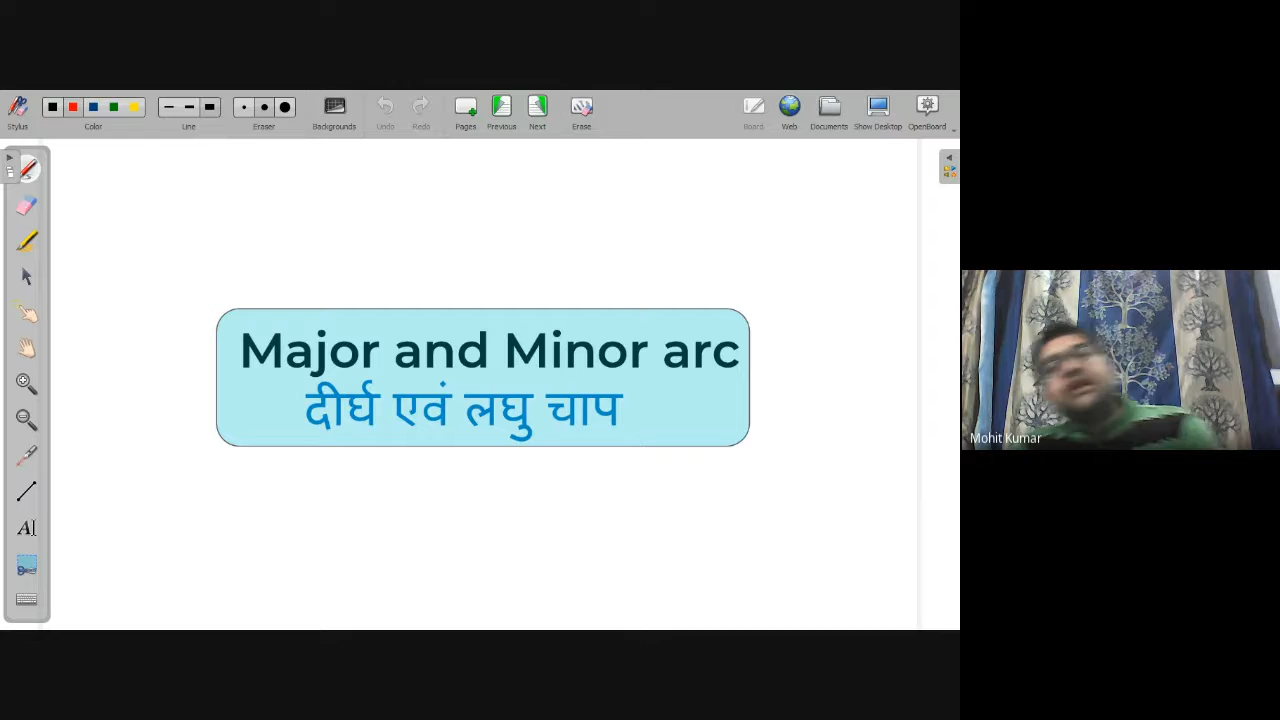 Stylus Color Line Eraser Backgrounds Undo Redo Pages Previous Next Erase Board Web Documents Show Desktop OpenBoard
Major and Minor arc
दीर्घ एवं लघु चाप
Mohit Kumar